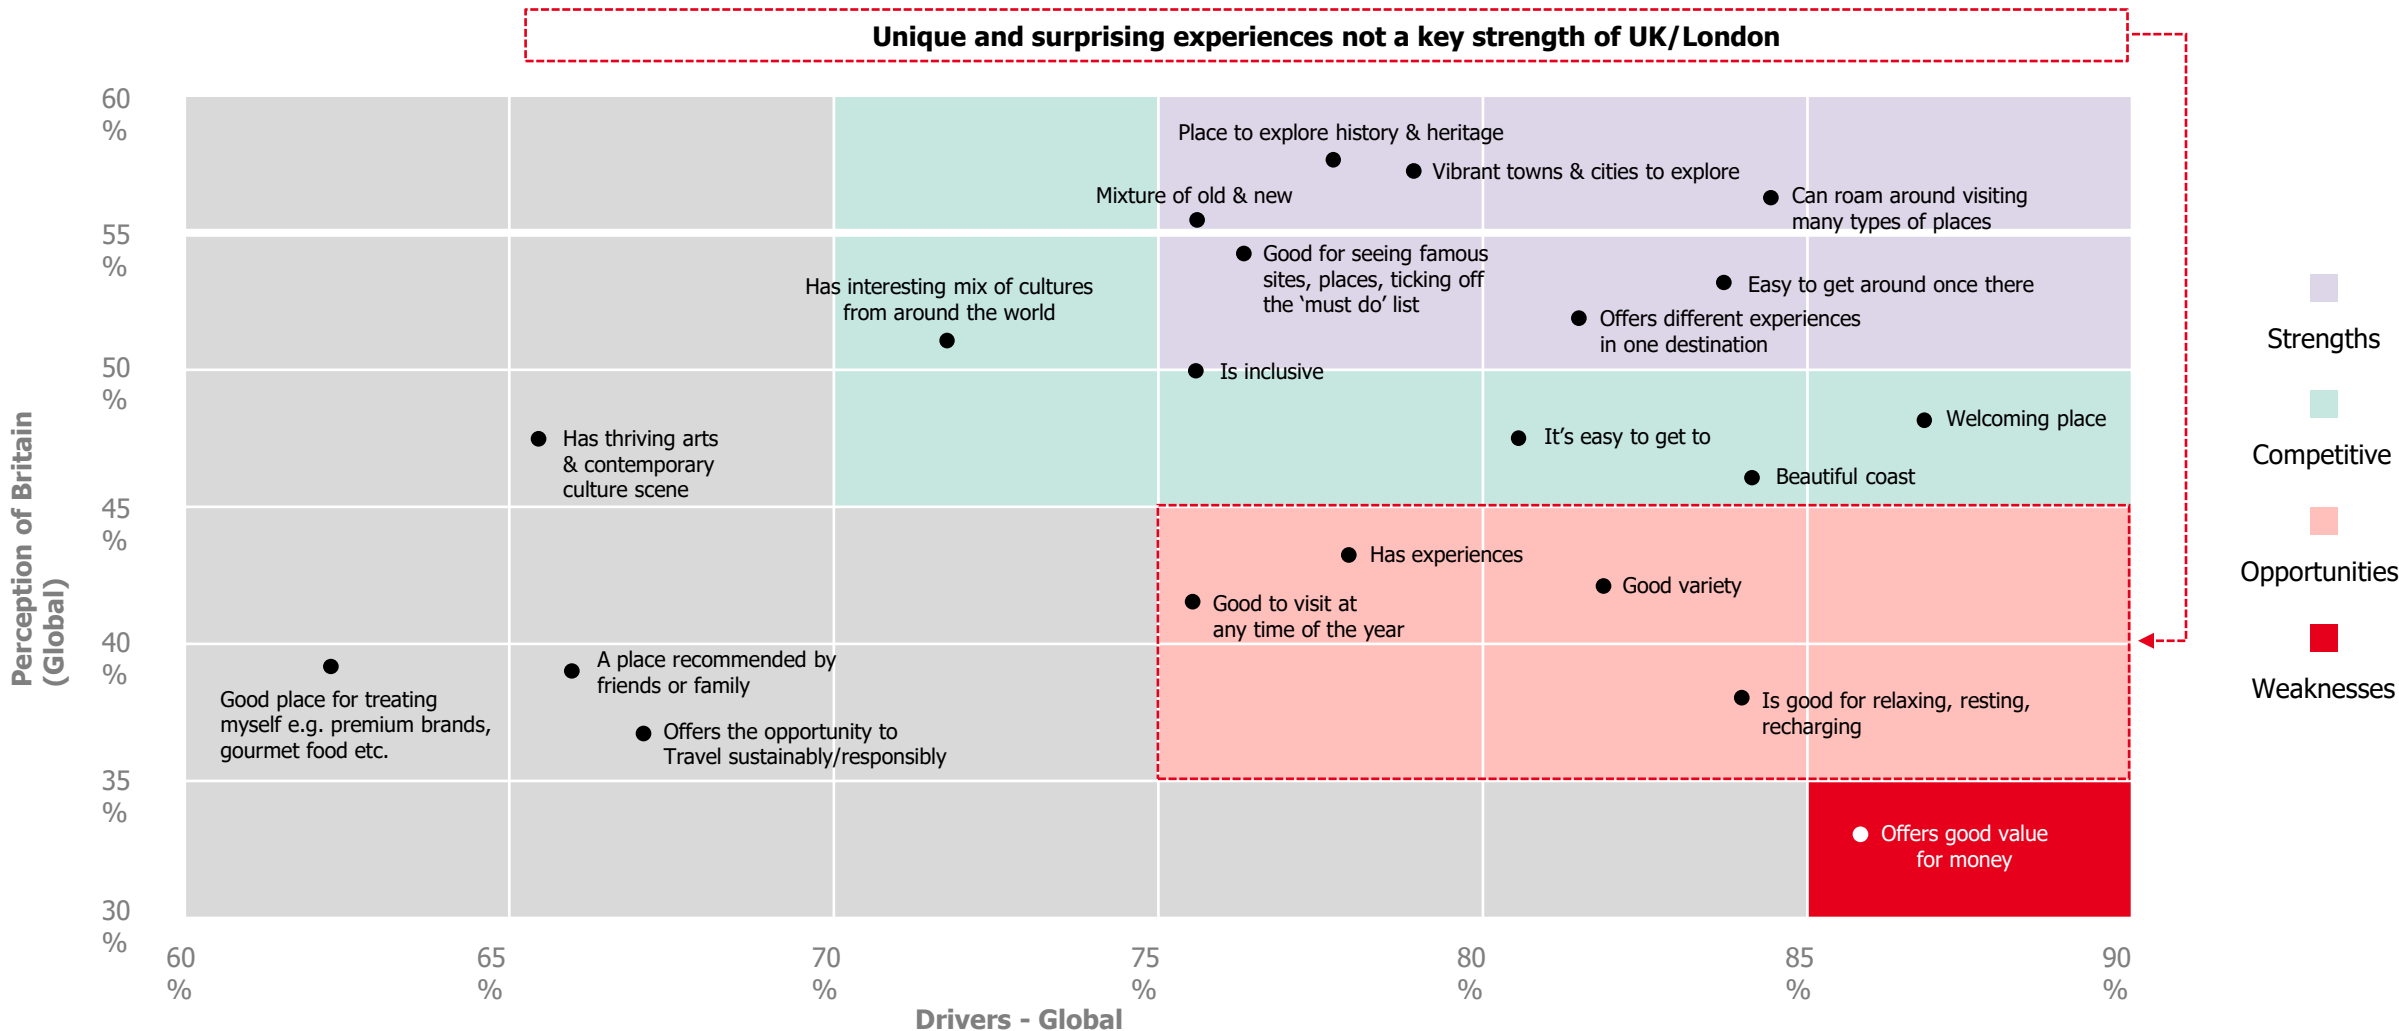 Unique and surprising experiences not a key strength of UK/London
60
%
55
%
50
%
45
%
40
%
35
%
30
%
Perception of Britain
(Global)
Place to explore history & heritage
Vibrant towns & cities to explore
Mixture of old & new
Can roam around visiting
many types of places
Good for seeing famous
sites, places, ticking off
the ‘must do’ list
Has interesting mix of cultures
from around the world
Easy to get around once there
Offers different experiences
in one destination
Is inclusive
Has thriving arts
& contemporary
culture scene
It’s easy to get to
Welcoming place
Beautiful coast
Has experiences
Good variety
Good to visit at
any time of the year
A place recommended by
friends or family
Good place for treating
myself e.g. premium brands,
gourmet food etc.
Offers the opportunity to
Travel sustainably/responsibly
Is good for relaxing, resting,
recharging
Offers good value
for money
60
%
65
%
70
%
75
%
80
%
85
%
90
%
Drivers - Global
Strengths
Competitive
Opportunities
Weaknesses